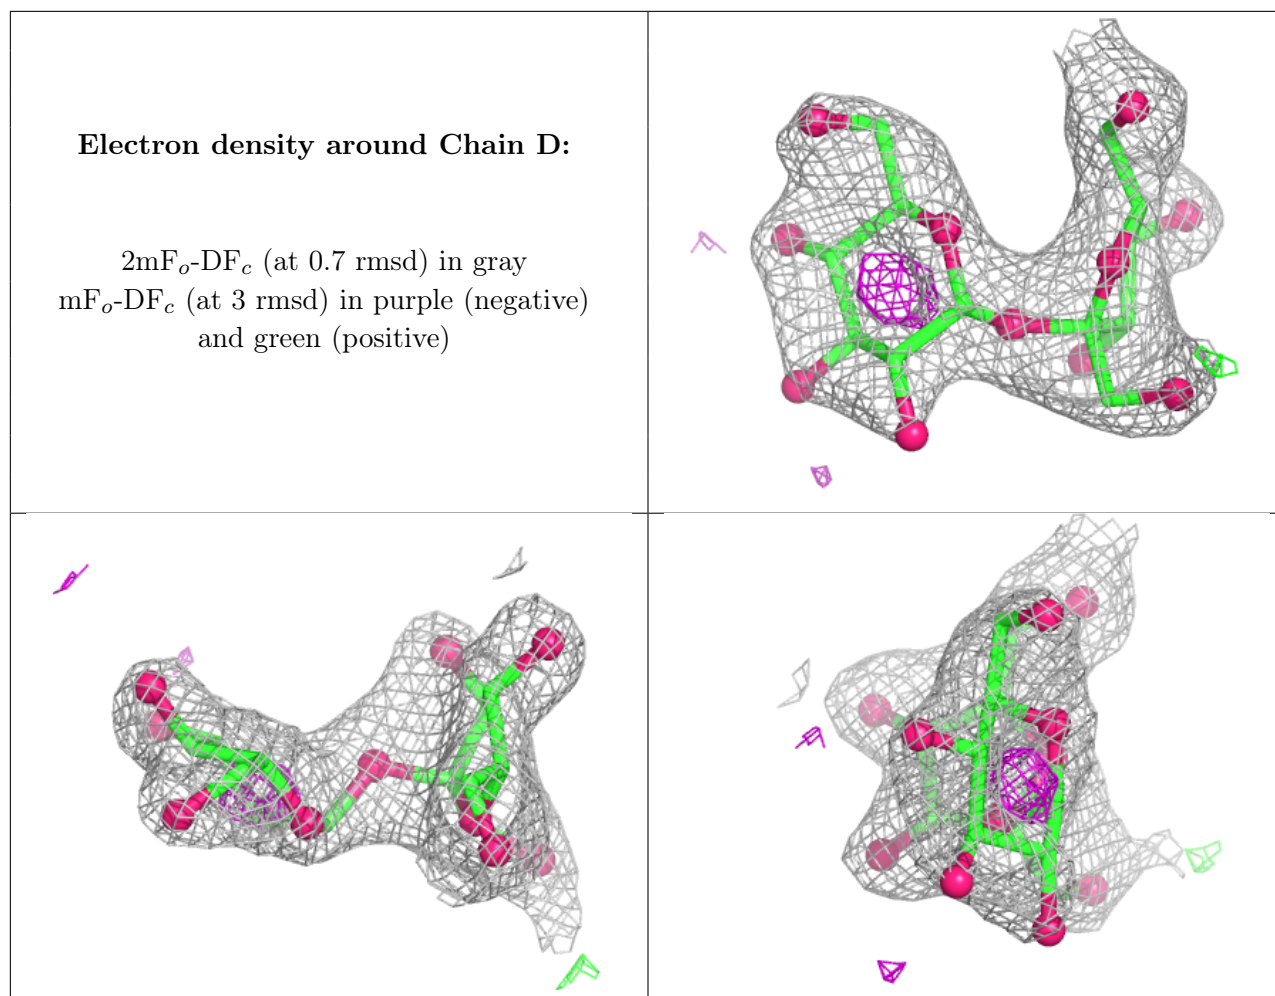 Electron density around Chain D:
2mFo-DFc (at 0.7 rmsd) in gray
mFo-DFc (at 3 rmsd) in purple (negative)
and green (positive)